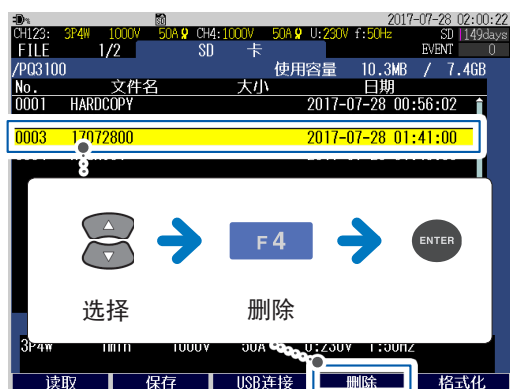 2017-07-28 02:00:22
CH123: 3P4W 1000V 50A CH4:1000V 50A U:230V f:50Hz SD 149days
FILE 1/2 SD 卡 EVENT 0
/PQ3100 使用容量 10.3MB / 7.4GB
No. 文件名 大小 日期
0001 HARDCOPY 2017-07-28 00:56:02
0003 17072800 2017-07-28 01:41:00
F4
ENTER
选择 删除
3P4W 1min 1000V 50A U:230V f:50Hz
读取 保存 USB连接 删除 格式化